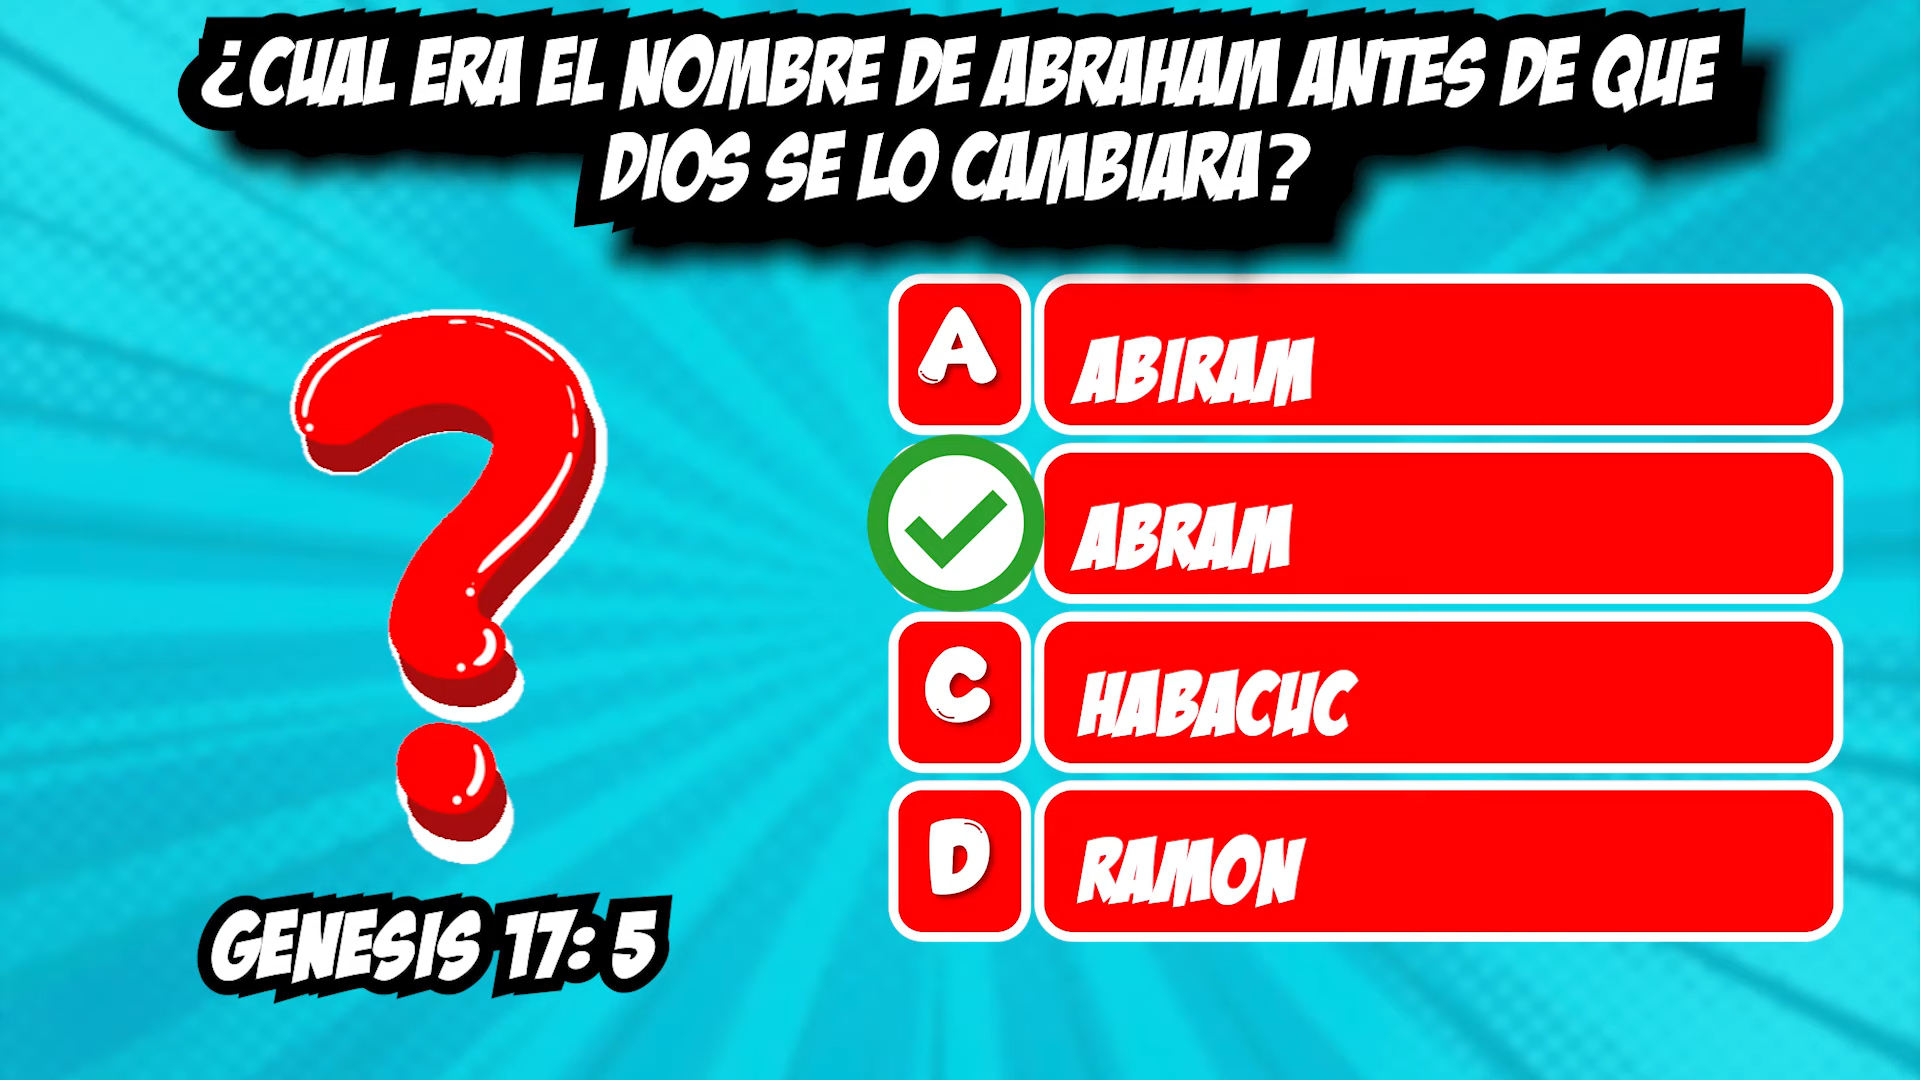 ¿CUAL ERA EL NOMBRE DE ABRAHAM ANTES DE QUE
DIOS SE LO CAMBIARA?
A
ABIRAM
ABRAM
C
HABACUC
D
RAMON
GENESIS 17:5